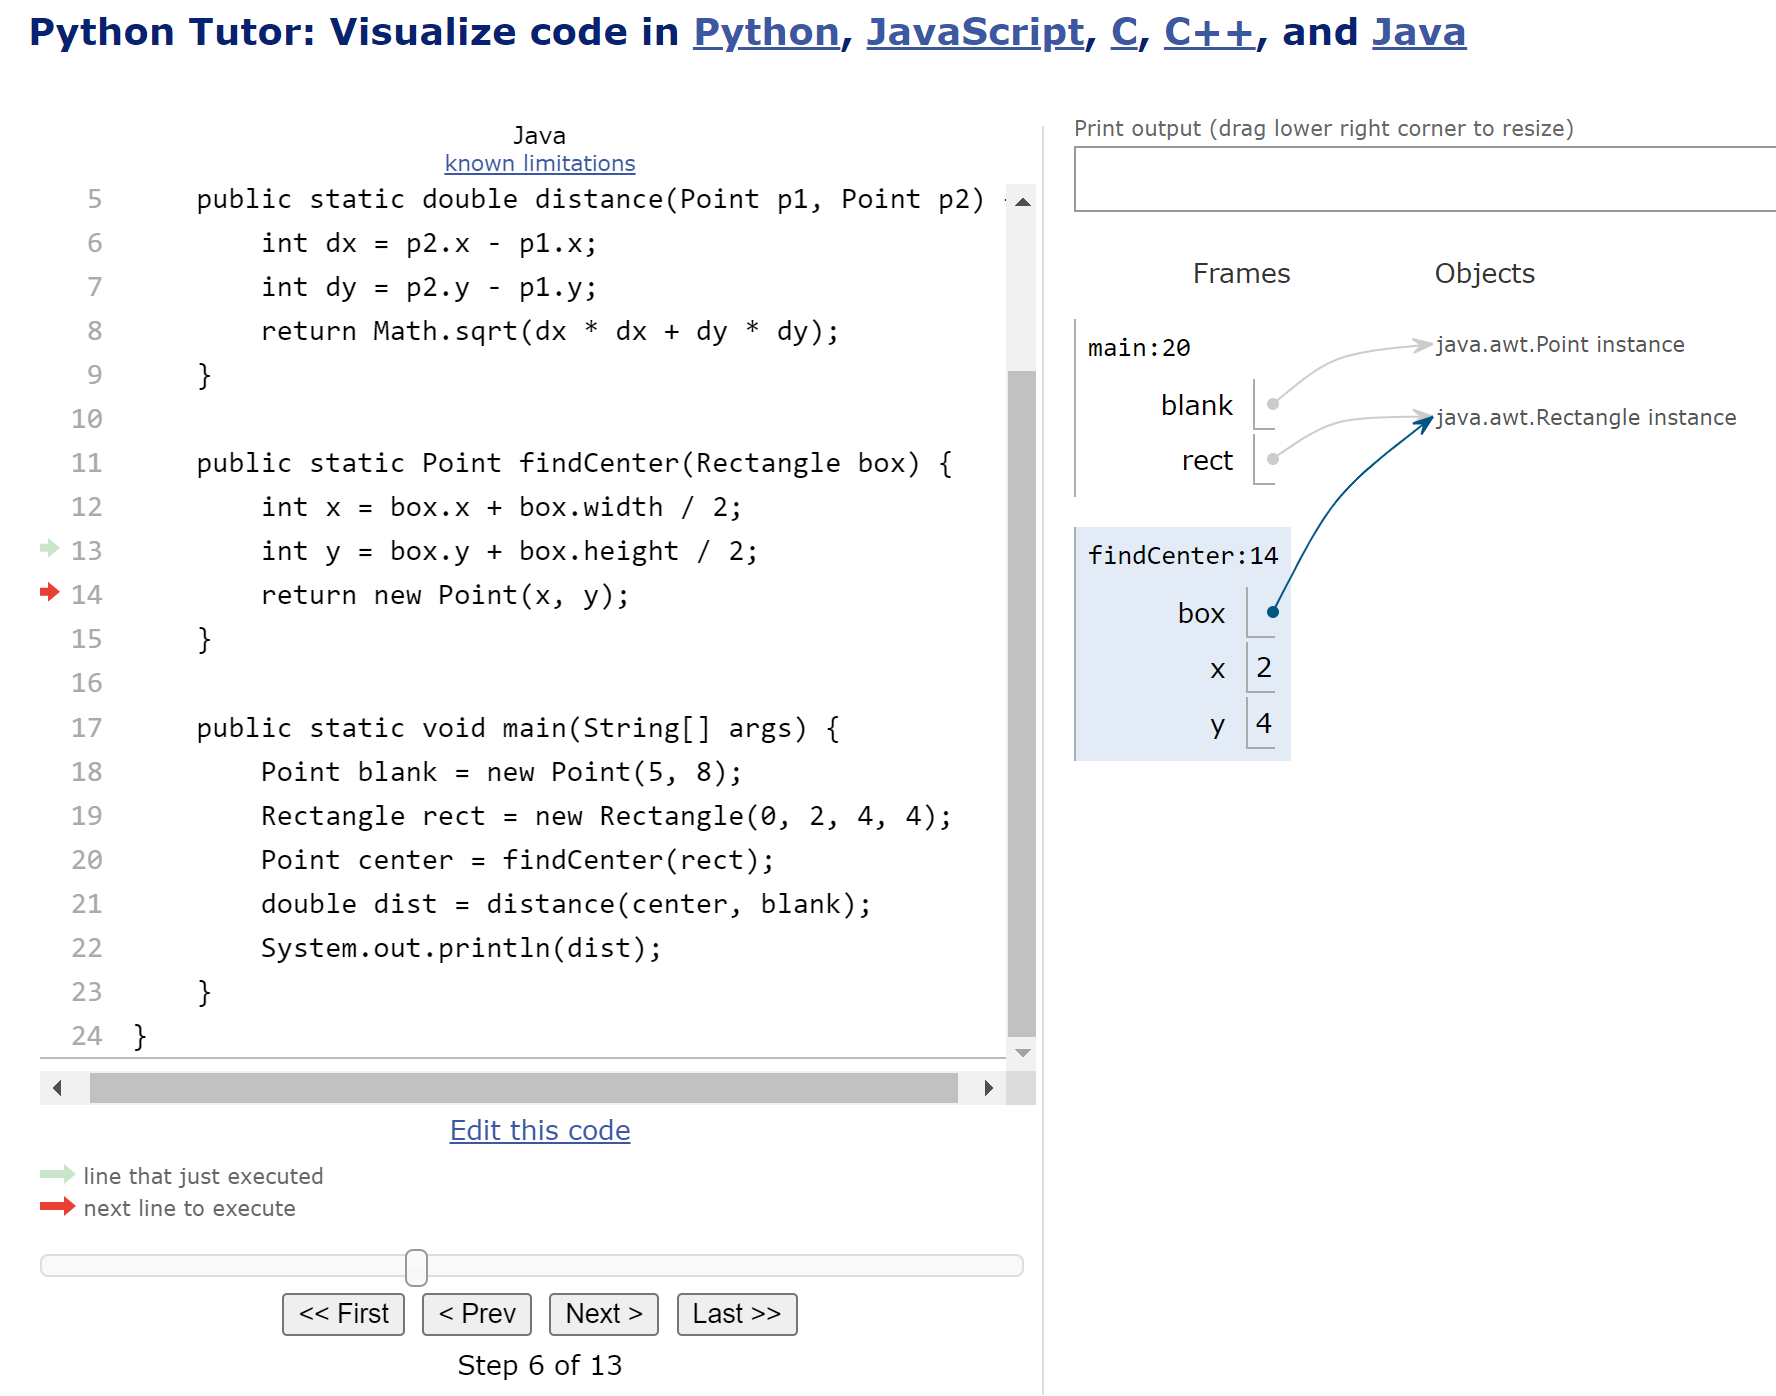 Python Tutor: Visualize code in Python, JavaScript, C, C++, and Java
Java
known limitations
5 public static double distance(Point p1, Point p2)
6 int dx = p2.x - p1.x;
7 int dy = p2.y - p1.y;
8 return Math.sqrt(dx * dx + dy * dy);
9 }
10
11 public static Point findCenter(Rectangle box) {
12 int x = box.x + box.width / 2;
13 int y = box.y + box.height / 2;
14 return new Point(x, y);
15 }
16
17 public static void main(String[] args) {
18 Point blank = new Point(5, 8);
19 Rectangle rect = new Rectangle(0, 2, 4, 4);
20 Point center = findCenter(rect);
21 double dist = distance(center, blank);
22 System.out.println(dist);
23 }
24 }
Edit this code
line that just executed
next line to execute
<< First < Prev Next > Last >>
Step 6 of 13
Print output (drag lower right corner to resize)
Frames Objects
main:20
blank
rect
java.awt.Point instance
java.awt.Rectangle instance
findCenter:14
box
x 2
y 4